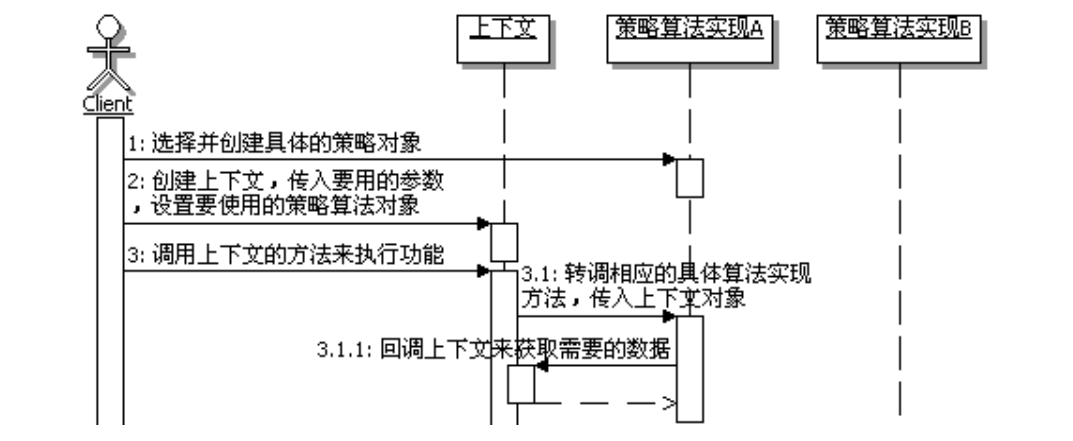 上下文
策略算法实现A
策略算法实现B
Client
1: 选择并创建具体的策略对象
2: 创建上下文，传入要用的参数
，设置要使用的策略算法对象
3: 调用上下文的方法来执行功能
3.1: 转调相应的具体算法实现
方法，传入上下文对象
3.1.1: 回调上下文来获取需要的数据